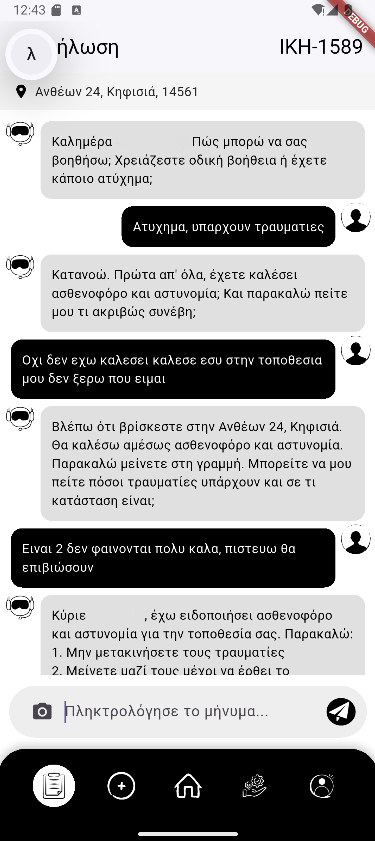 12:43
DEBUG
λ
ήλωση
IKH-1589
Ανθέων 24, Κηφισιά, 14561
Καλημέρα Πώς μπορώ να σας
βοηθήσω; Χρειάζεστε οδική βοήθεια ή έχετε
κάποιο ατύχημα;
Ατυχημα, υπαρχουν τραυματιες
Κατανοώ. Πρώτα απ' όλα, έχετε καλέσει
ασθενοφόρο και αστυνομία; Και παρακαλώ πείτε
μου τι ακριβώς συνέβη;
Οχι δεν εχω καλεσει καλεσε εσυ στην τοποθεσια
μου δεν ξερω που ειμαι
Βλέπω ότι βρίσκεστε στην Ανθέων 24, Κηφισιά.
Θα καλέσω αμέσως ασθενοφόρο και αστυνομία.
Παρακαλώ μείνετε στη γραμμή. Μπορείτε να μου
πείτε πόσοι τραυματίες υπάρχουν και σε τι
κατάσταση είναι;
Ειναι 2 δεν φαινονται πολυ καλα, πιστευω θα
επιβιώσουν
Κύριε , έχω ειδοποιήσει ασθενοφόρο
και αστυνομία για την τοποθεσία σας. Παρακαλώ:
1. Μην μετακινήσετε τους τραυματίες
2. Μείνετε μαζί τους μέχρι να έρθει το
Πληκτρολόγησε το μήνυμα...